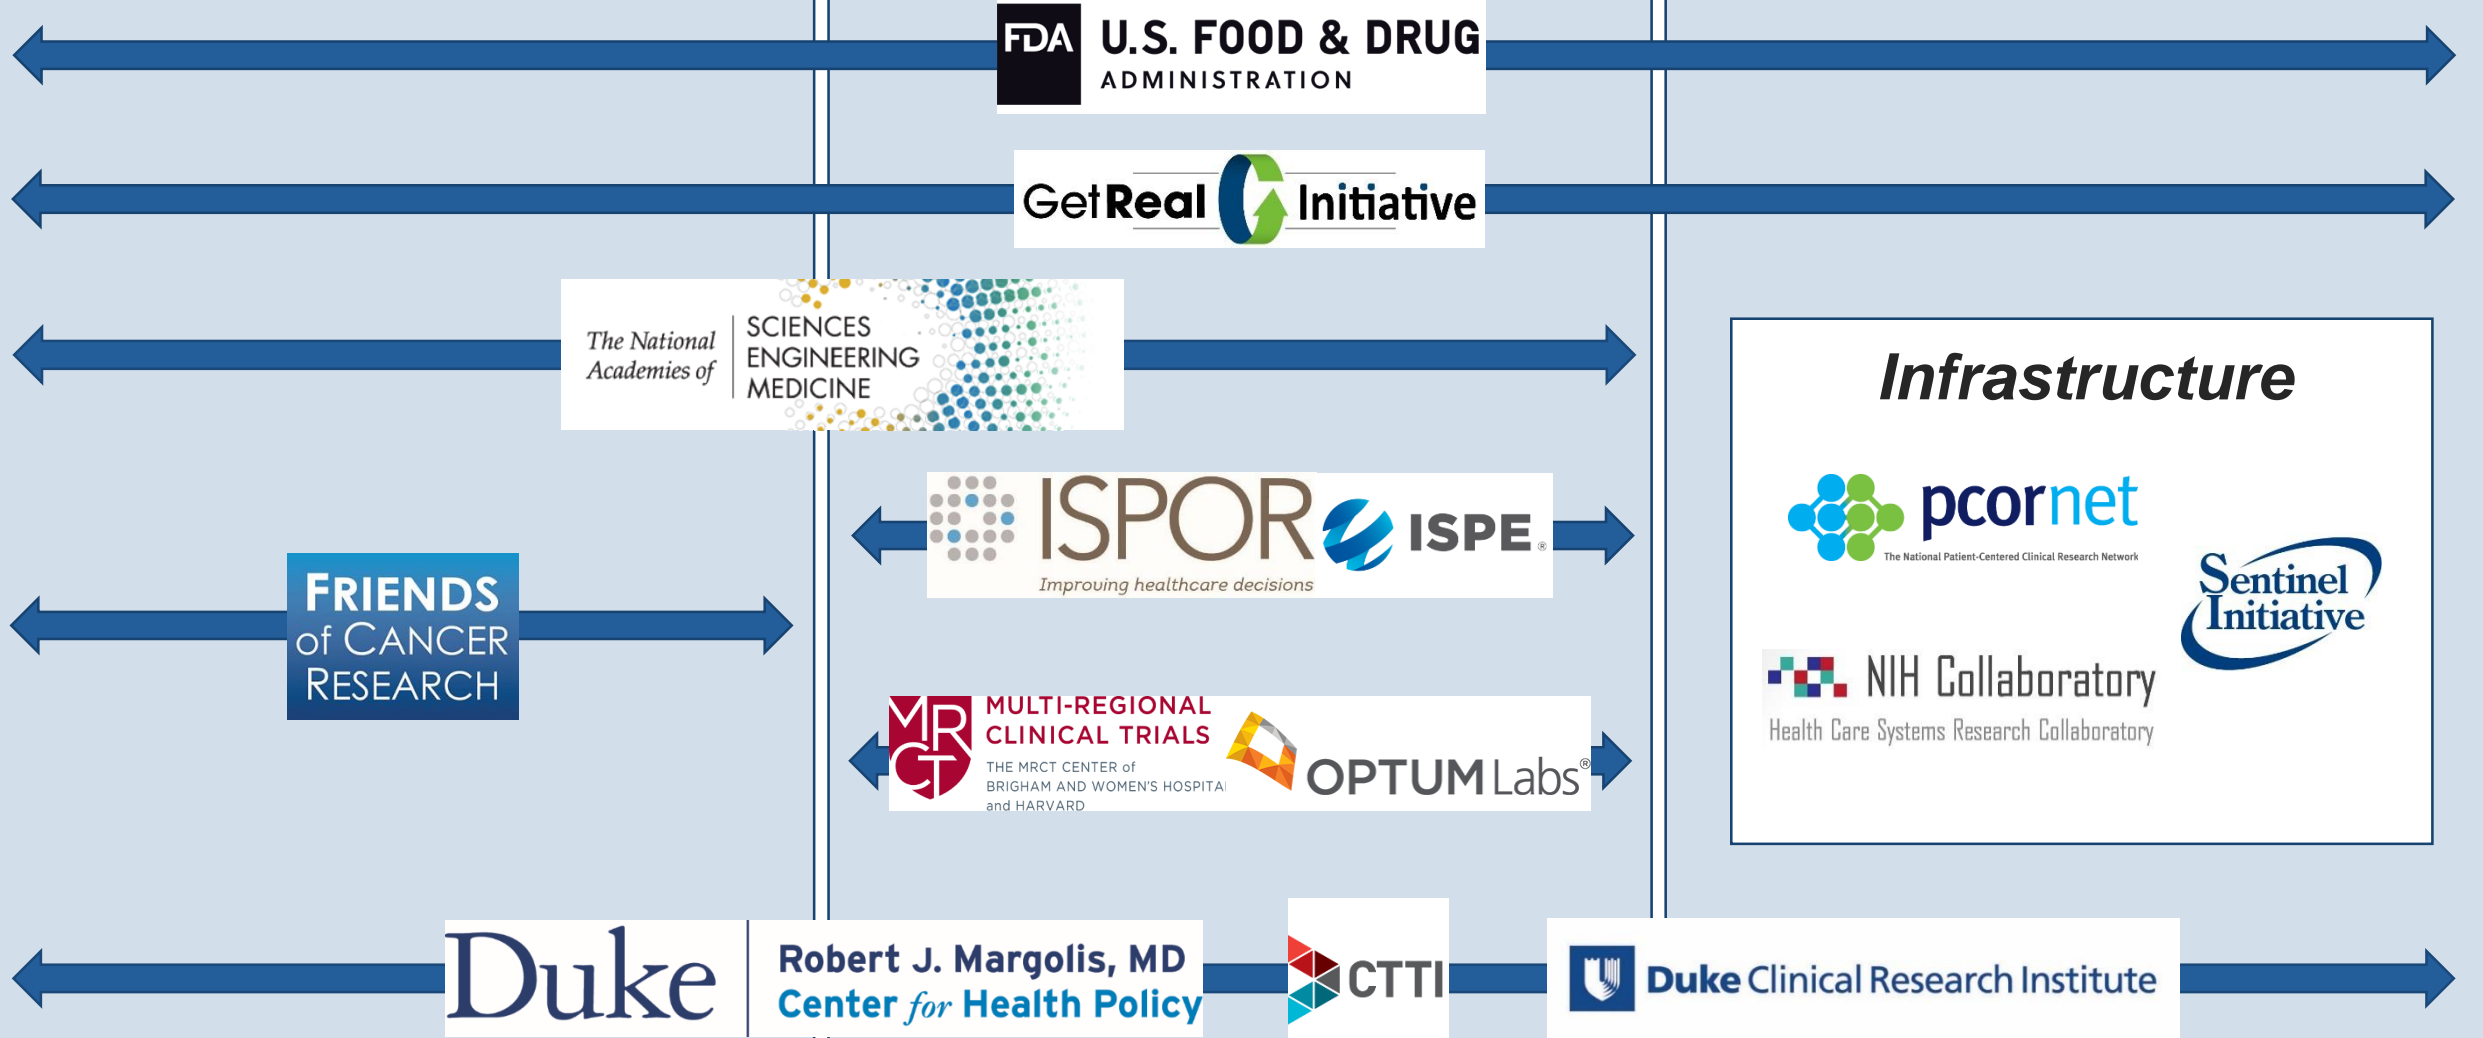 FDA U.S. FOOD & DRUG
ADMINISTRATION
GetReal Initiative
The National
Academies of
SCIENCES
ENGINEERING
MEDICINE
Infrastructure
ISPOR
Improving healthcare decisions
ISPE®
pcornet
The National Patient-Centered Clinical Research Network
Sentinel
Initiative
FRIENDS
of CANCER
RESEARCH
NIH Collaboratory
Health Care Systems Research Collaboratory
MRCT
MULTI-REGIONAL
CLINICAL TRIALS
THE MRCT CENTER of
BRIGHAM AND WOMEN'S HOSPITA
and HARVARD
OPTUMLabs®
Duke
Robert J. Margolis, MD
Center for Health Policy
CTTI
Duke Clinical Research Institute